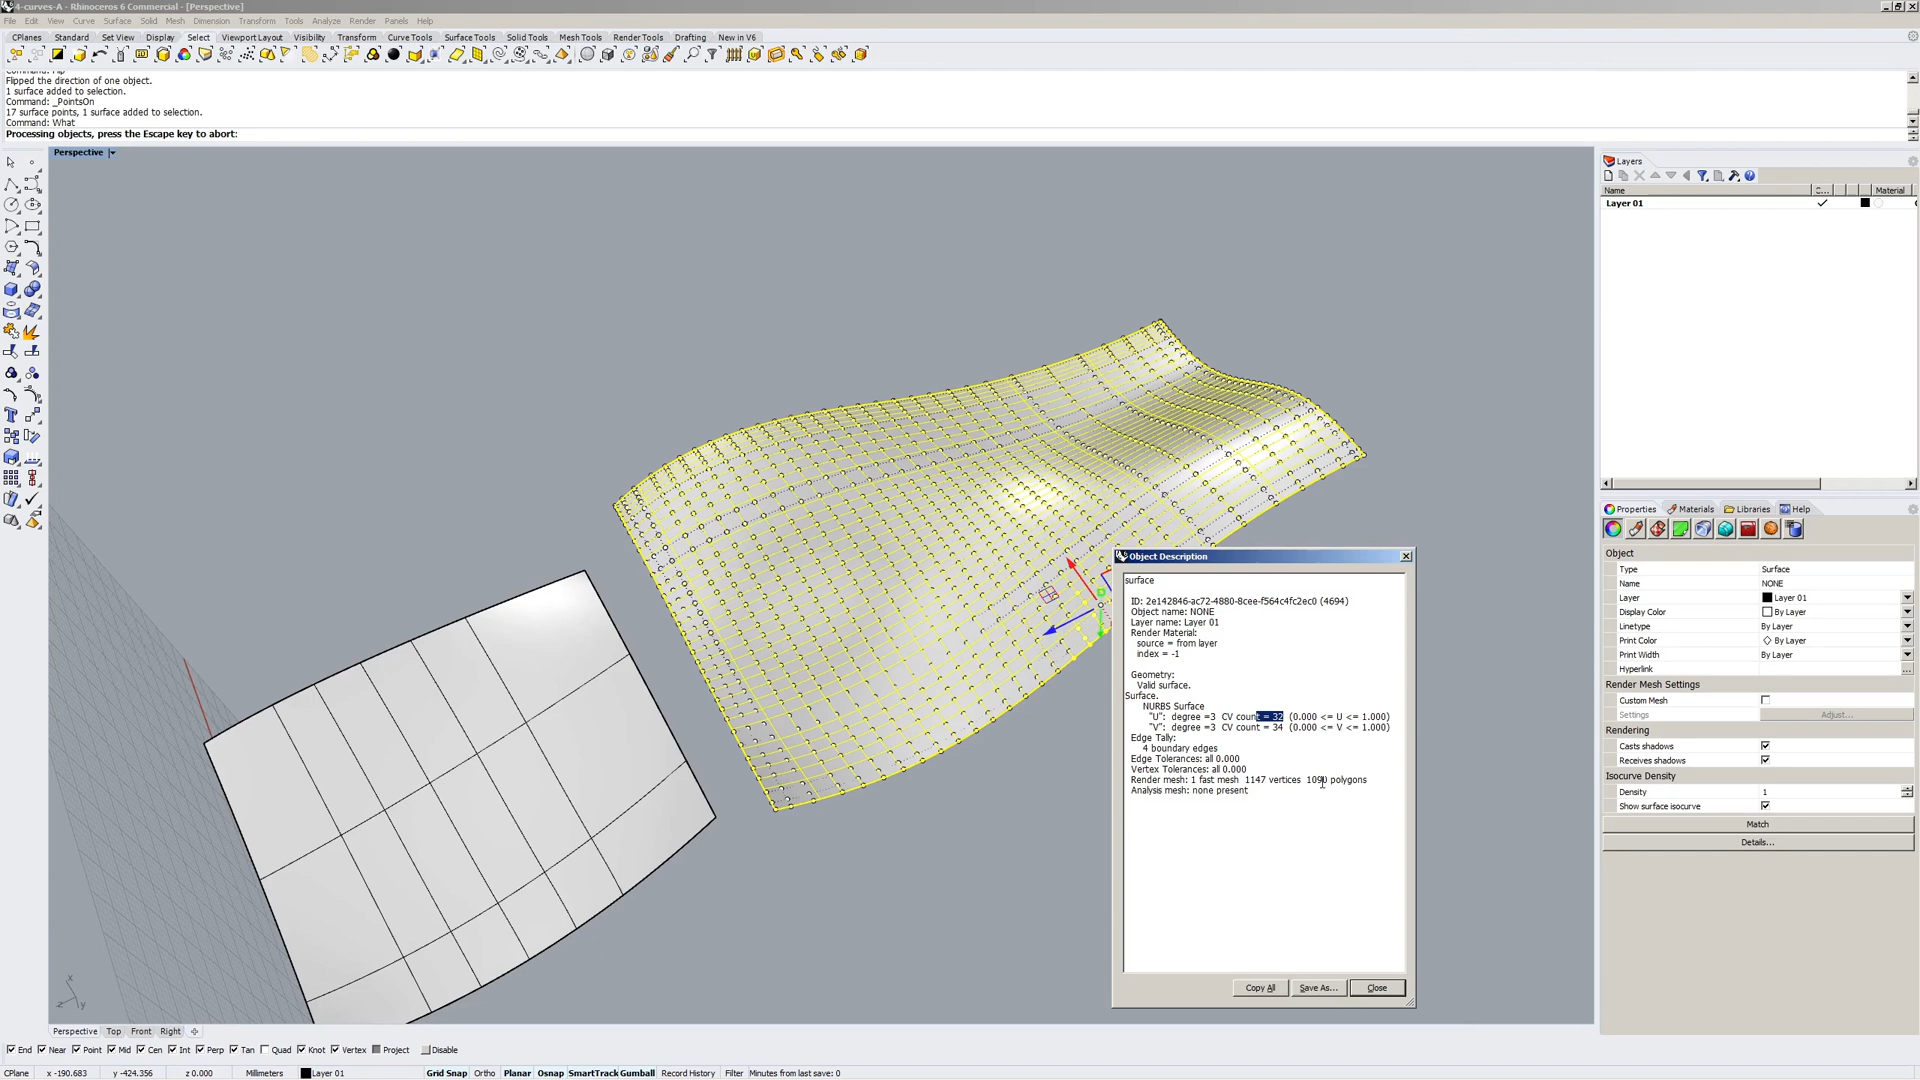 4-curves-A - Rhinoceros 6 Commercial - [Perspective]
File Edit View Curve Surface Solid Mesh Dimension Transform Tools Analyze Render Panels Help
CPlanes Standard Set View Display Select Viewport Layout Visibility Transform Curve Tools Surface Tools Solid Tools Mesh Tools Render Tools Drafting New in V6
Flipped the direction of one object.
1 surface added to selection.
Command: _PointsOn
17 surface points, 1 surface added to selection.
Command: What
Processing objects, press the Escape key to abort:
Perspective
Layers
Name C... Material
Layer 01
Object Description
surface
ID: 2e142846-ac72-4880-8cee-f564c4fc2ec0 (4694)
Object name: NONE
Layer name: Layer 01
Render Material:
source = from layer
index = -1
Geometry:
Valid surface.
Surface.
NURBS Surface
"U": degree =3 CV count = 32 (0.000 <= U <= 1.000)
"V": degree =3 CV count = 34 (0.000 <= V <= 1.000)
Edge Tally:
4 boundary edges
Edge Tolerances: all 0.000
Vertex Tolerances: all 0.000
Render mesh: 1 fast mesh 1147 vertices 1090 polygons
Analysis mesh: none present
Copy All Save As... Close
Properties Materials Libraries Help
Object
Type Surface
Name NONE
Layer Layer 01
Display Color By Layer
Linetype By Layer
Print Color By Layer
Print Width By Layer
Hyperlink ...
Render Mesh Settings
Custom Mesh
Settings Adjust...
Rendering
Casts shadows
Receives shadows
Isocurve Density
Density 1
Show surface isocurve
Match
Details...
x
z y
Perspective Top Front Right
End Near Point Mid Cen Int Perp Tan Quad Knot Vertex Project Disable
CPlane x -190.683 y -424.356 z 0.000 Millimeters Layer 01 Grid Snap Ortho Planar Osnap SmartTrack Gumball Record History Filter Minutes from last save: 0